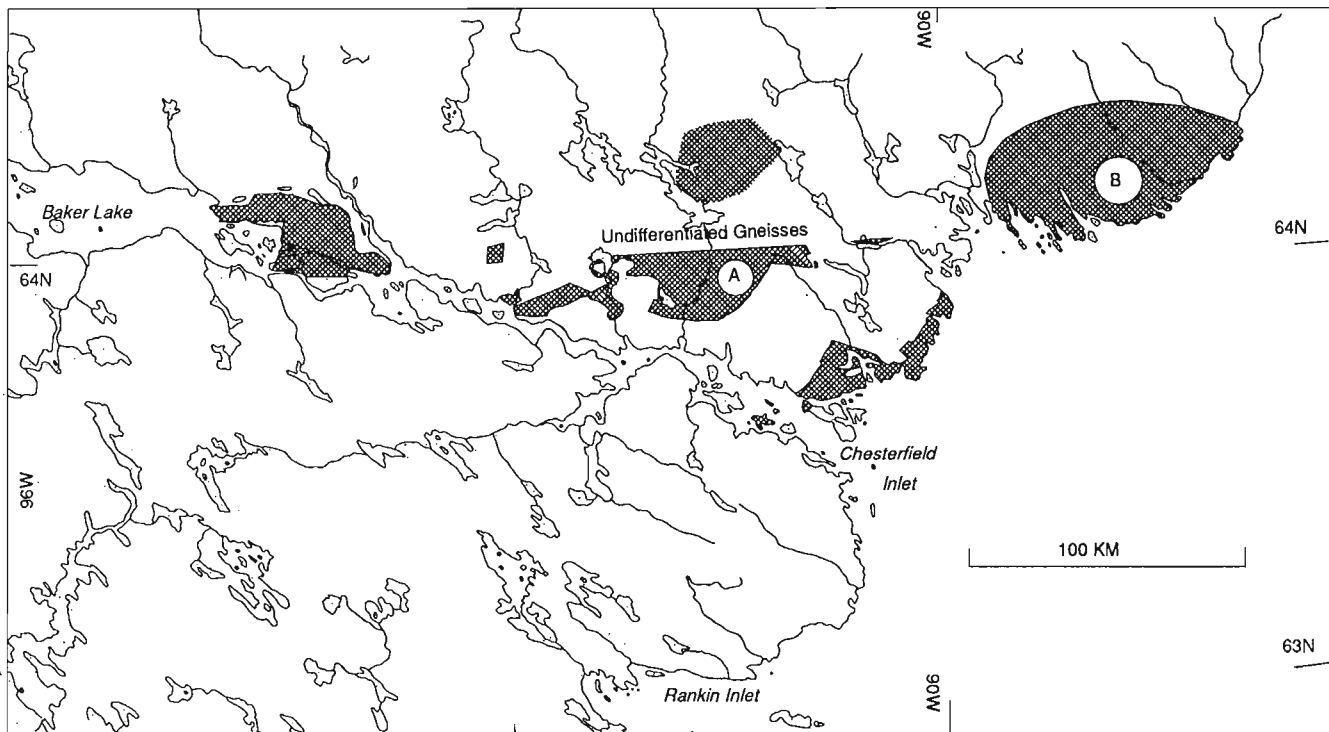 90W
B
Baker Lake
Undifferentiated Gneisses
64N
64N
A
Chesterfield
Inlet
96W
100 KM
63N
Rankin Inlet
90W